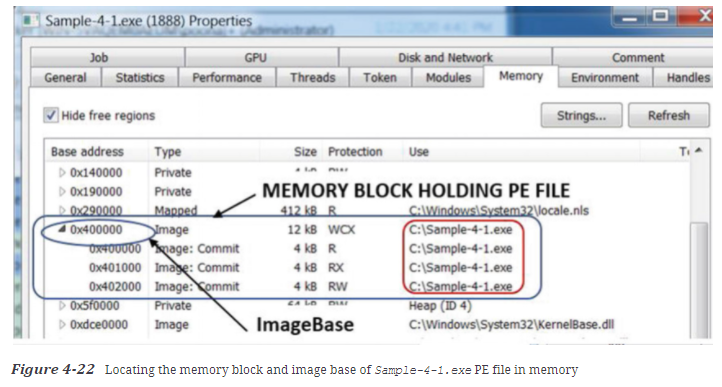 Sample-4-1.exe (1888) Properties
Job GPU Disk and Network Comment
General Statistics Performance Threads Token Modules Memory Environment Handles
Hide free regions Strings... Refresh
Base address Type Size Protection Use
0x140000 Private
0x190000 Private
MEMORY BLOCK HOLDING PE FILE
0x290000 Mapped 412 kB R C:\Windows\System32\locale.nls
0x400000 Image 12 kB WCX C:\Sample-4-1.exe
0x400000 Image: Commit 4 kB R C:\Sample-4-1.exe
0x401000 Image: Commit 4 kB RX C:\Sample-4-1.exe
0x402000 Image: Commit 4 kB RW C:\Sample-4-1.exe
0x5f0000 Private Heap (ID 4)
ImageBase
0xdce0000 Image C:\Windows\System32\KernelBase.dll
Figure 4-22 Locating the memory block and image base of Sample-4-1.exe PE file in memory